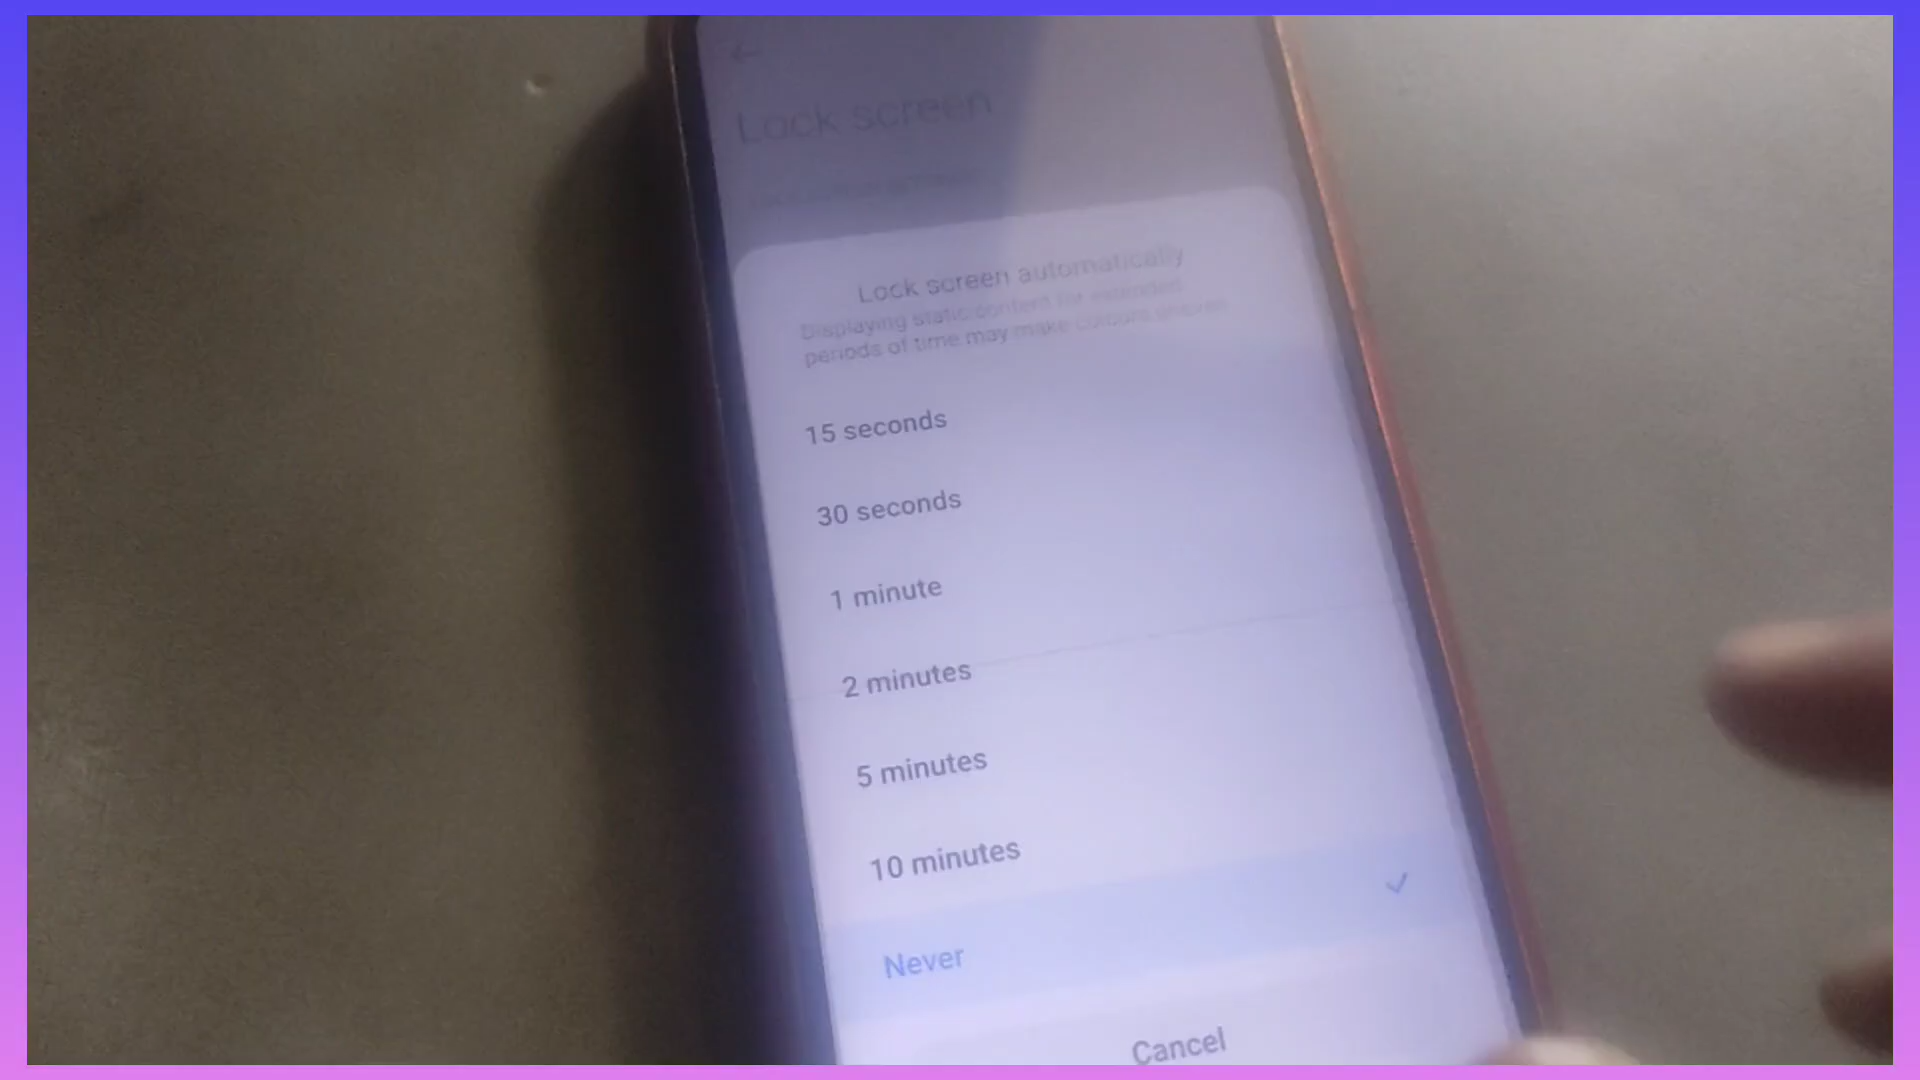 Lock screen
Lock screen automatically
Displaying static content for extended
periods of time may make colours uneven
15 seconds
30 seconds
1 minute
2 minutes
5 minutes
10 minutes
Never
Cancel